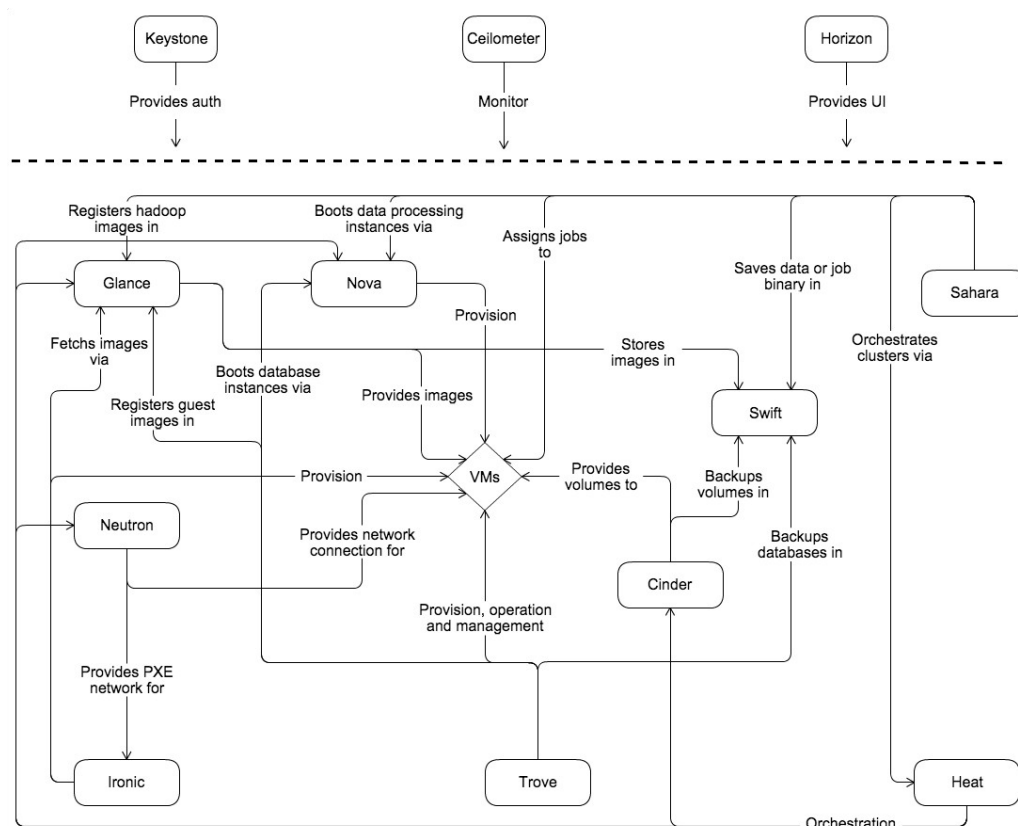 Keystone
Ceilometer
Horizon
Provides auth
Monitor
Provides UI
Registers hadoop
images in
Boots data processing
instances via
Assigns jobs
to
Saves data or job
binary in
Glance
Nova
Sahara
Provision
Fetchs images
via
Stores
images in
Orchestrates
clusters via
Boots database
instances via
Provides images
Registers guest
images in
Swift
Provision
VMs
Provides
volumes to
Backups
volumes in
Neutron
Provides network
connection for
Backups
databases in
Cinder
Provision, operation
and management
Provides PXE
network for
Ironic
Trove
Heat
Orchestration